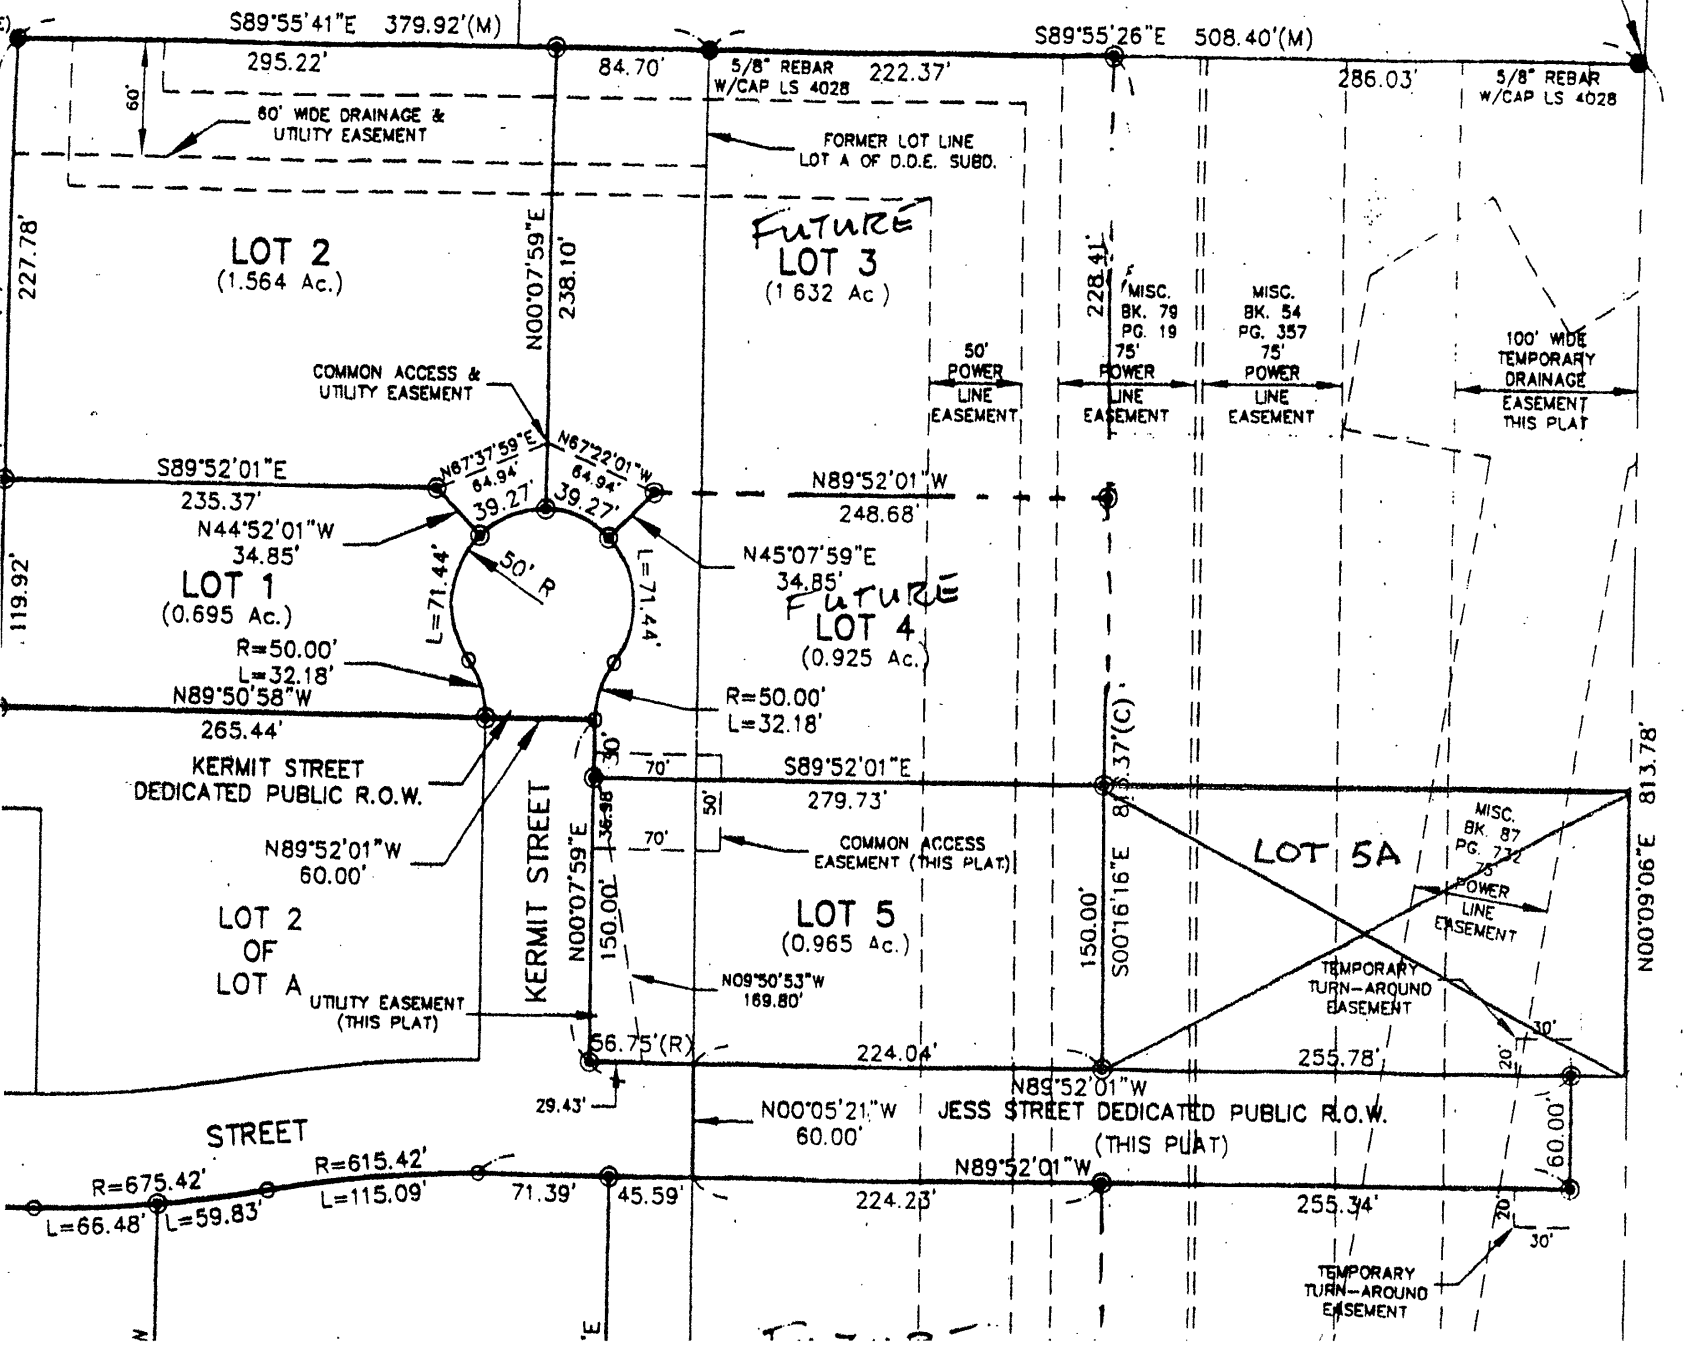 E)
S89°55'41"E 379.92'(M)
295.22'
84.70'
5/8" REBAR
W/CAP LS 4028
222.37'
S89°55'26"E 508.40'(M)
286.03'
5/8" REBAR
W/CAP LS 4028
60'
60' WIDE DRAINAGE &
UTILITY EASEMENT
FORMER LOT LINE
LOT A OF D.D.E. SUBD.
227.78'
LOT 2
(1.564 Ac.)
N00°07'59"E
238.10'
FUTURE
LOT 3
(1 632 Ac )
228.41'
MISC.
BK. 79
PG. 19
75'
POWER
LINE
EASEMENT
MISC.
BK. 54
PG. 357
75'
POWER
LINE
EASEMENT
50'
POWER
LINE
EASEMENT
100' WIDE
TEMPORARY
DRAINAGE
EASEMENT
THIS PLAT
COMMON ACCESS &
UTILITY EASEMENT
N67°37'59"E
64.94'
N67°22'01"W
64.94'
S89°52'01"E
235.37'
39.27'
39.27'
N89°52'01"W
248.68'
N44°52'01"W
34.85'
N45°07'59"E
34.85'
119.92'
LOT 1
(0.695 Ac.)
L=71.44'
50' R
L=71.44'
FUTURE
LOT 4
(0.925 Ac.)
R=50.00'
L=32.18'
R=50.00'
L=32.18'
N89°50'58"W
265.44'
KERMIT STREET
DEDICATED PUBLIC R.O.W.
30'
70'
S89°52'01"E
279.73'
50'
36.98'
70'
COMMON ACCESS
EASEMENT (THIS PLAT)
N89°52'01"W
60.00'
KERMIT STREET
N00°07'59"E
150.00'
LOT 5
(0.965 Ac.)
150.00'
S00°16'16"E 813.37'(C)
LOT 5A
MISC.
BK. 87
PG. 732
75'
POWER
LINE
EASEMENT
N00°09'06"E 813.78'
LOT 2
OF
LOT A
UTILITY EASEMENT
(THIS PLAT)
N09°50'53"W
169.80'
TEMPORARY
TURN-AROUND
EASEMENT
30'
20'
56.75'(R)
224.04'
255.78'
N89°52'01"W
29.43'
N00°05'21"W
60.00'
JESS STREET DEDICATED PUBLIC R.O.W.
(THIS PLAT)
60.00'
STREET
R=675.42'
L=66.48'
L=59.83'
R=615.42'
L=115.09'
71.39'
45.59'
N89°52'01"W
224.23'
255.34'
20'
30'
TEMPORARY
TURN-AROUND
EASEMENT